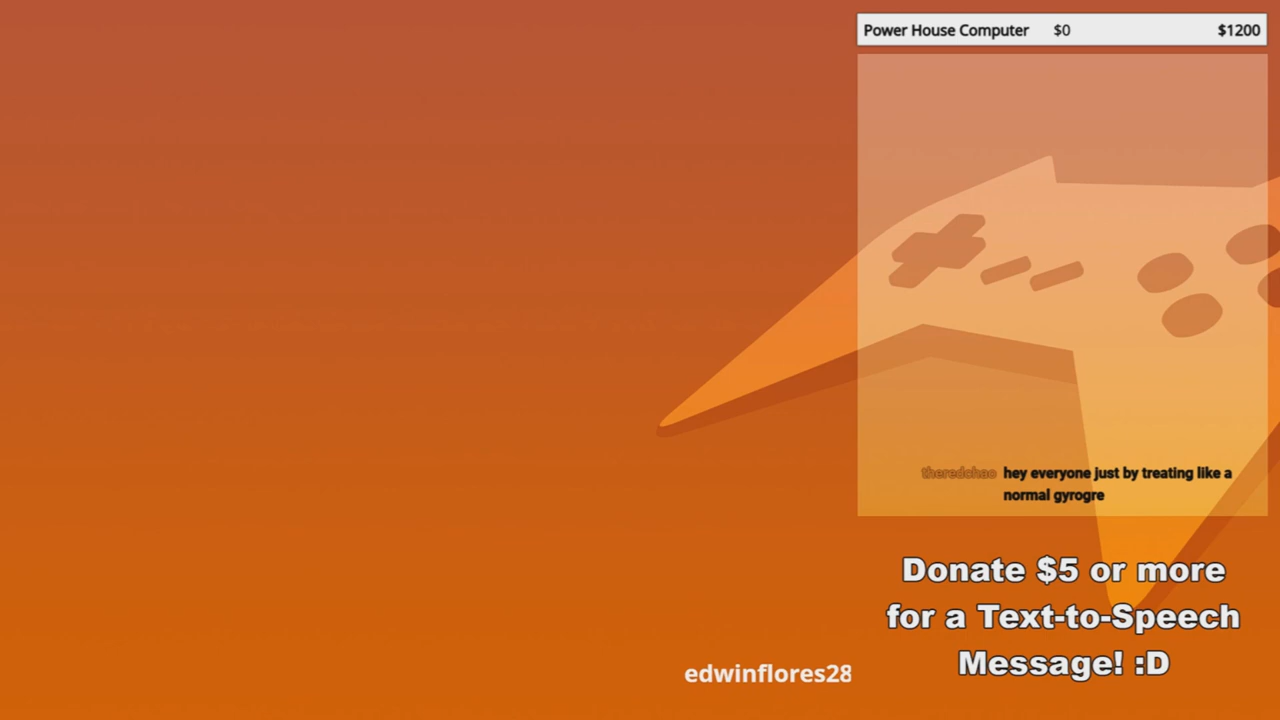 Power House Computer $0 $1200
theredchao hey everyone just by treating like a
normal gyrogre
Donate $5 or more
for a Text-to-Speech
Message! :D
edwinflores28